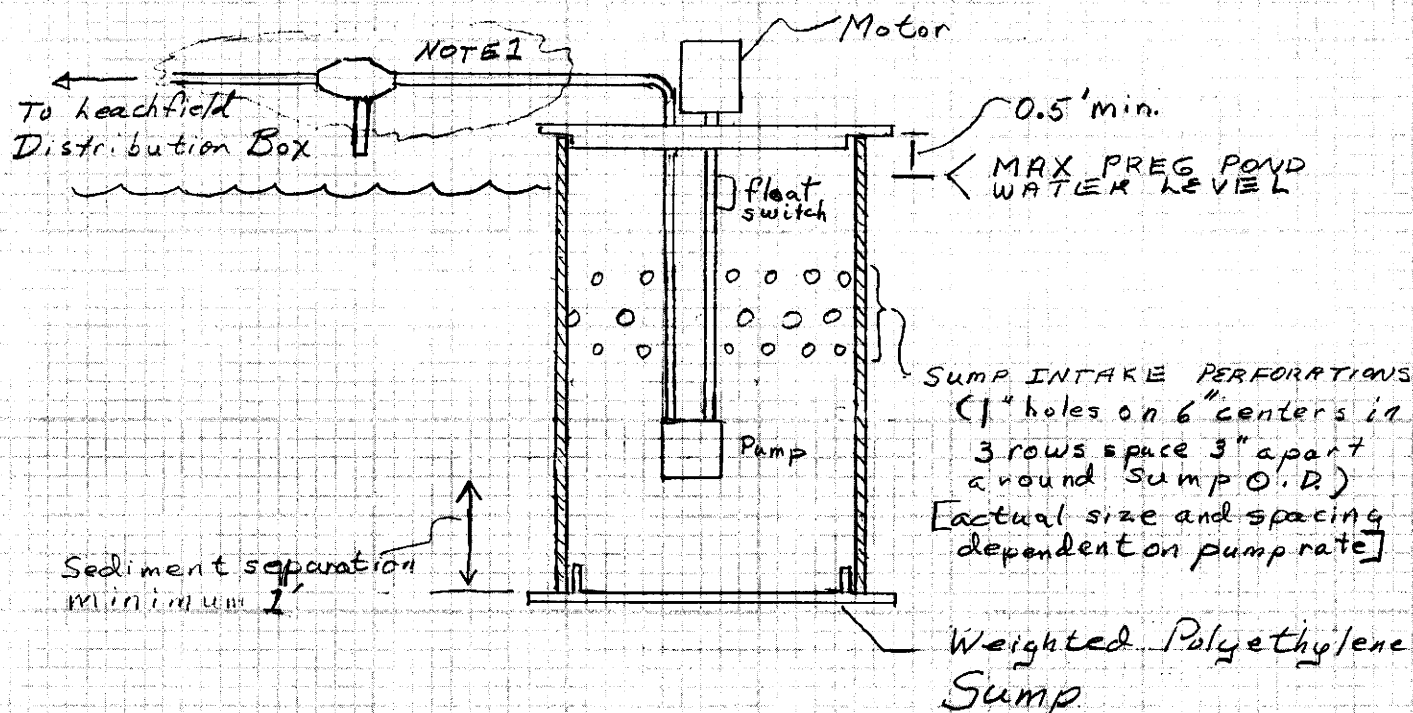 Motor
NOTE 1
To Leachfield
Distribution Box
0.5' min.
MAX PREG POND
WATER LEVEL
float
switch
SUMP INTAKE PERFORATIONS
(1" holes on 6" centers in
3 rows space 3" apart
around Sump O.D.)
[actual size and spacing
dependent on pump rate]
Pump
Sediment separation
minimum 1'
Weighted Polyethylene
Sump